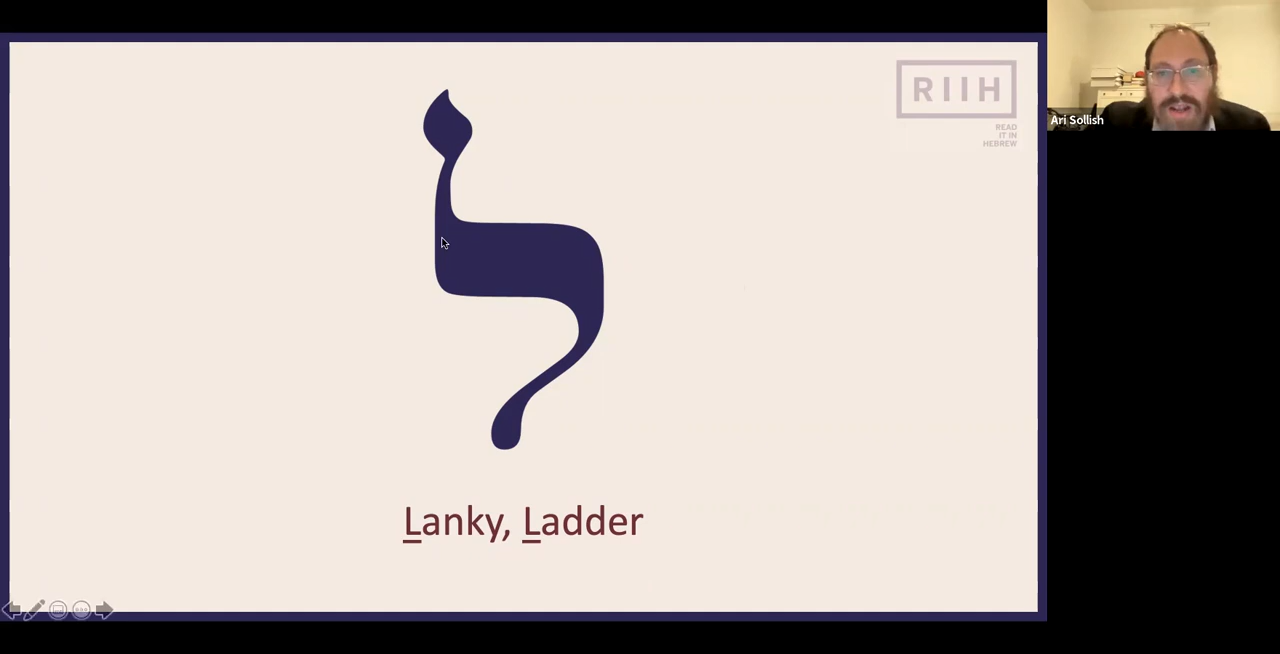 ל
RIIH
READ
IT IN
HEBREW
Ari Sollish
Lanky, Ladder